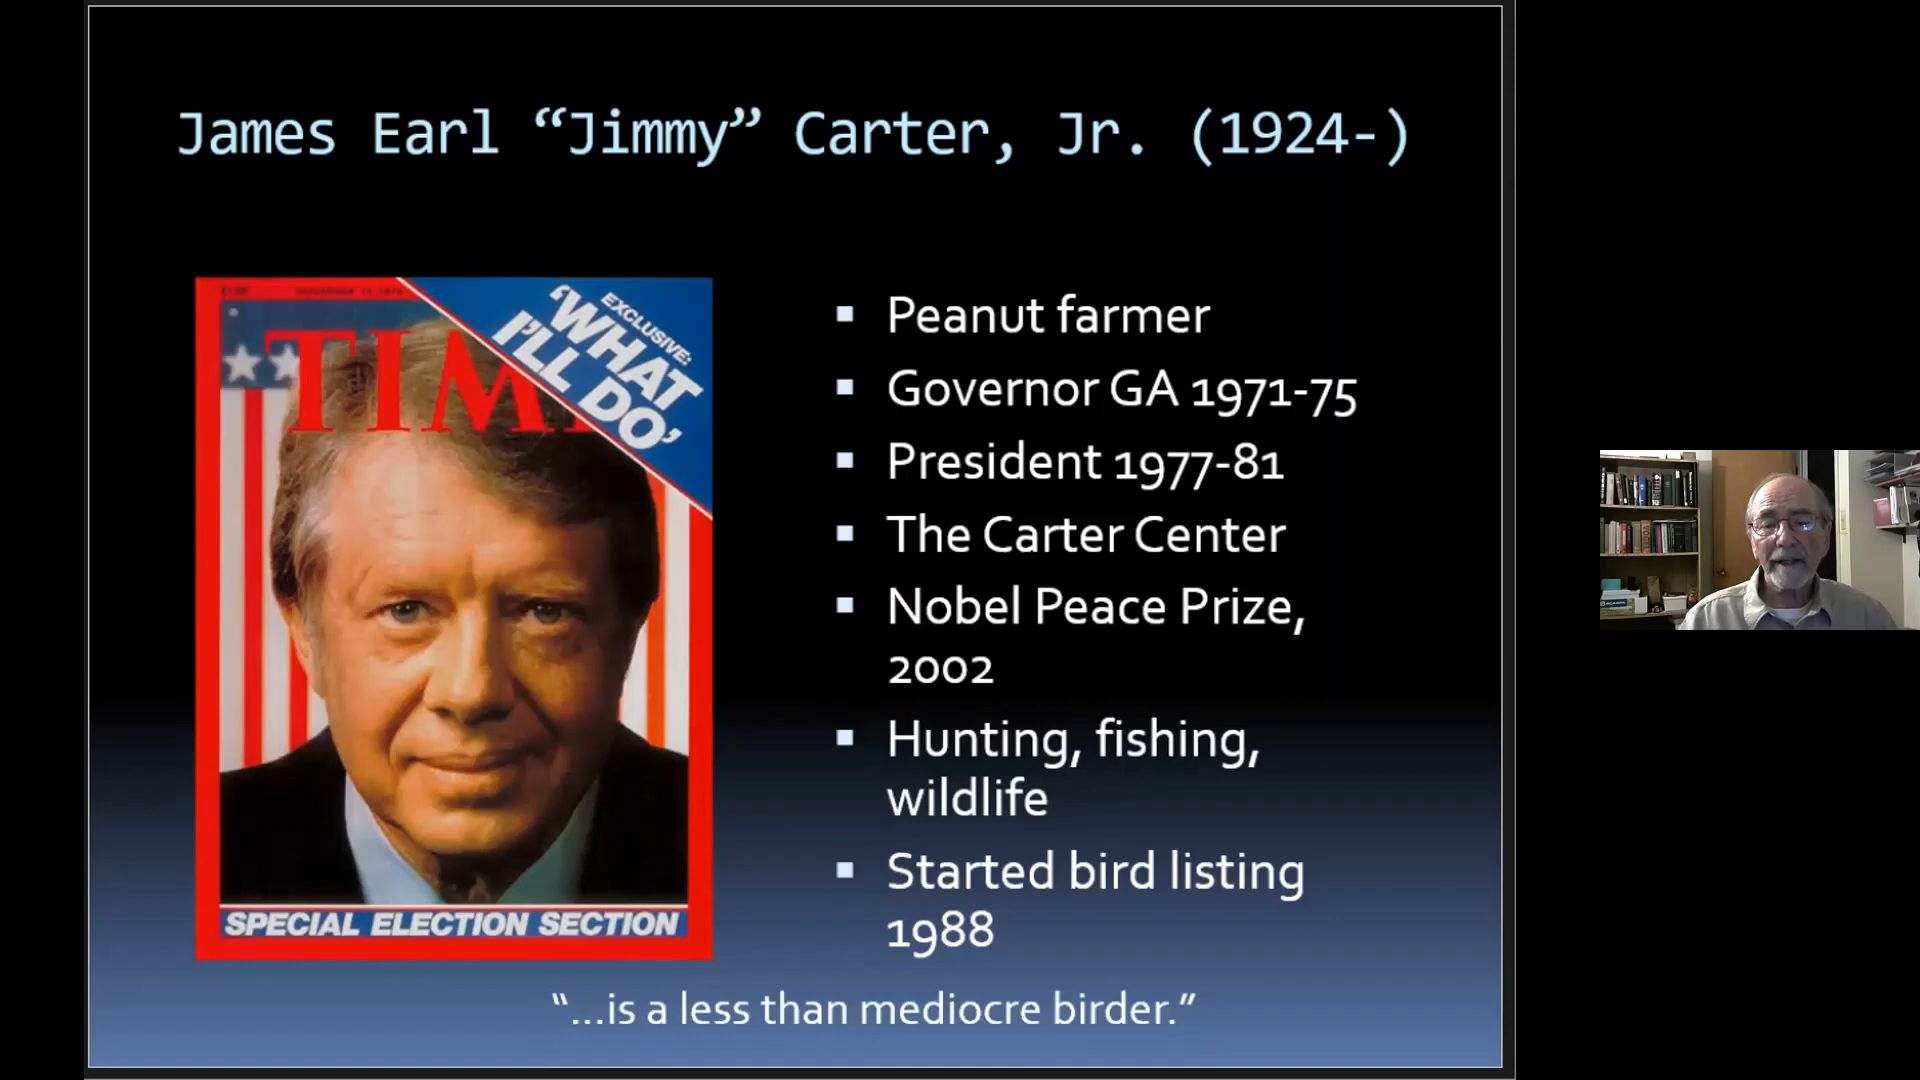 James Earl “Jimmy” Carter, Jr. (1924-)
EXCLUSIVE:
‘WHAT
I'LL DO’
TIM
SPECIAL ELECTION SECTION
Peanut farmer
Governor GA 1971-75
President 1977-81
The Carter Center
Nobel Peace Prize,
2002
Hunting, fishing,
wildlife
Started bird listing
1988
“...is a less than mediocre birder.”